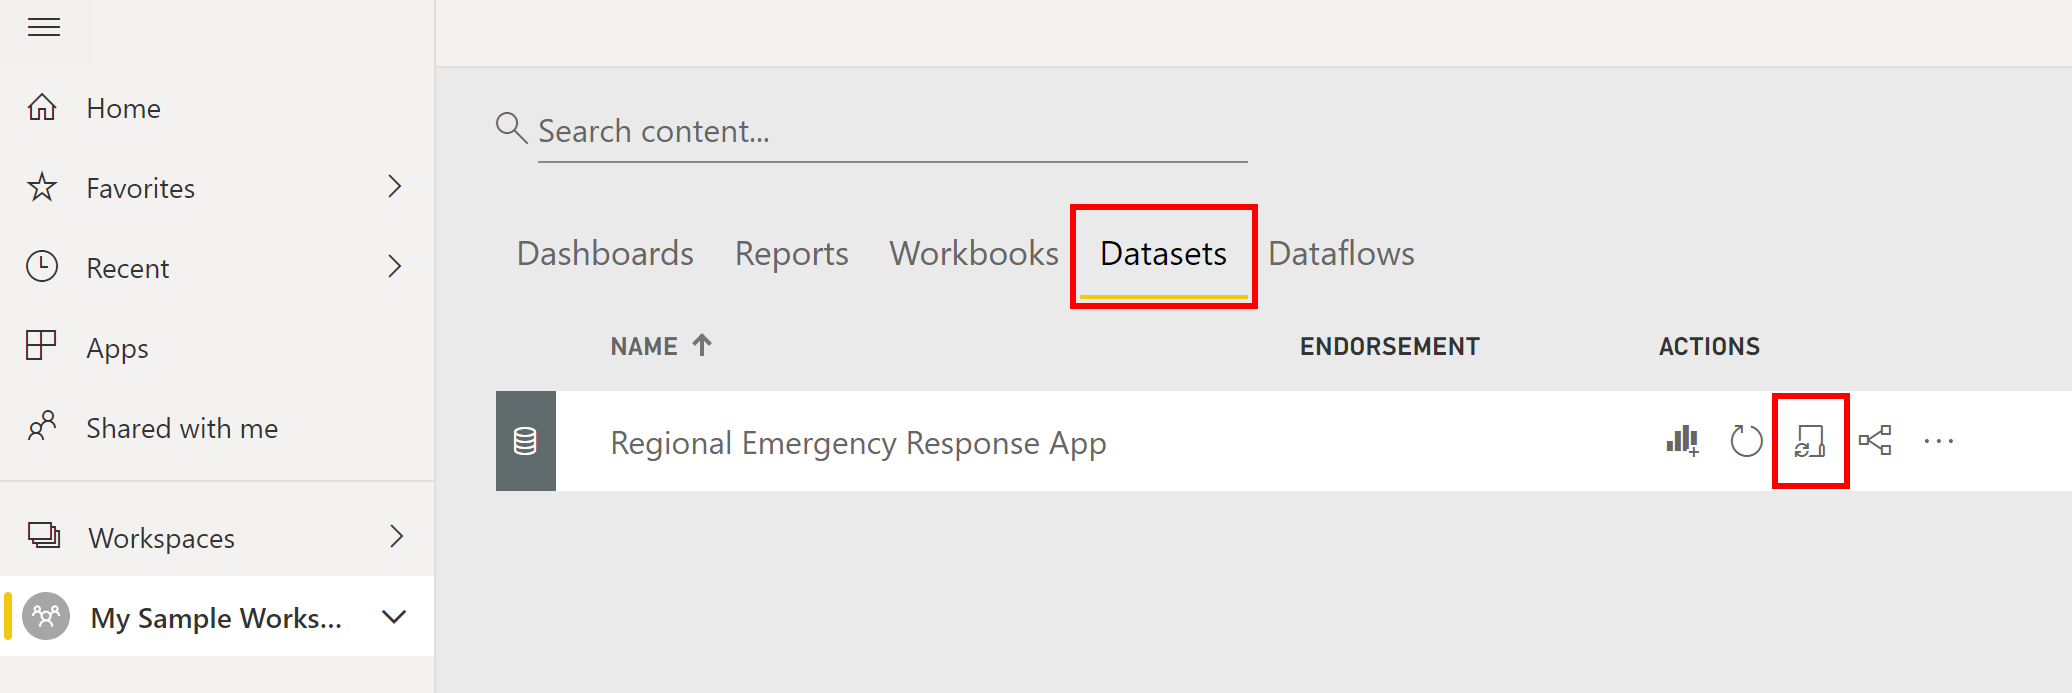 Home
Favorites
Recent
Apps
Shared with me
Workspaces
My Sample Works...
Search content...
Dashboards Reports Workbooks Datasets Dataflows
NAME ENDORSEMENT ACTIONS
Regional Emergency Response App